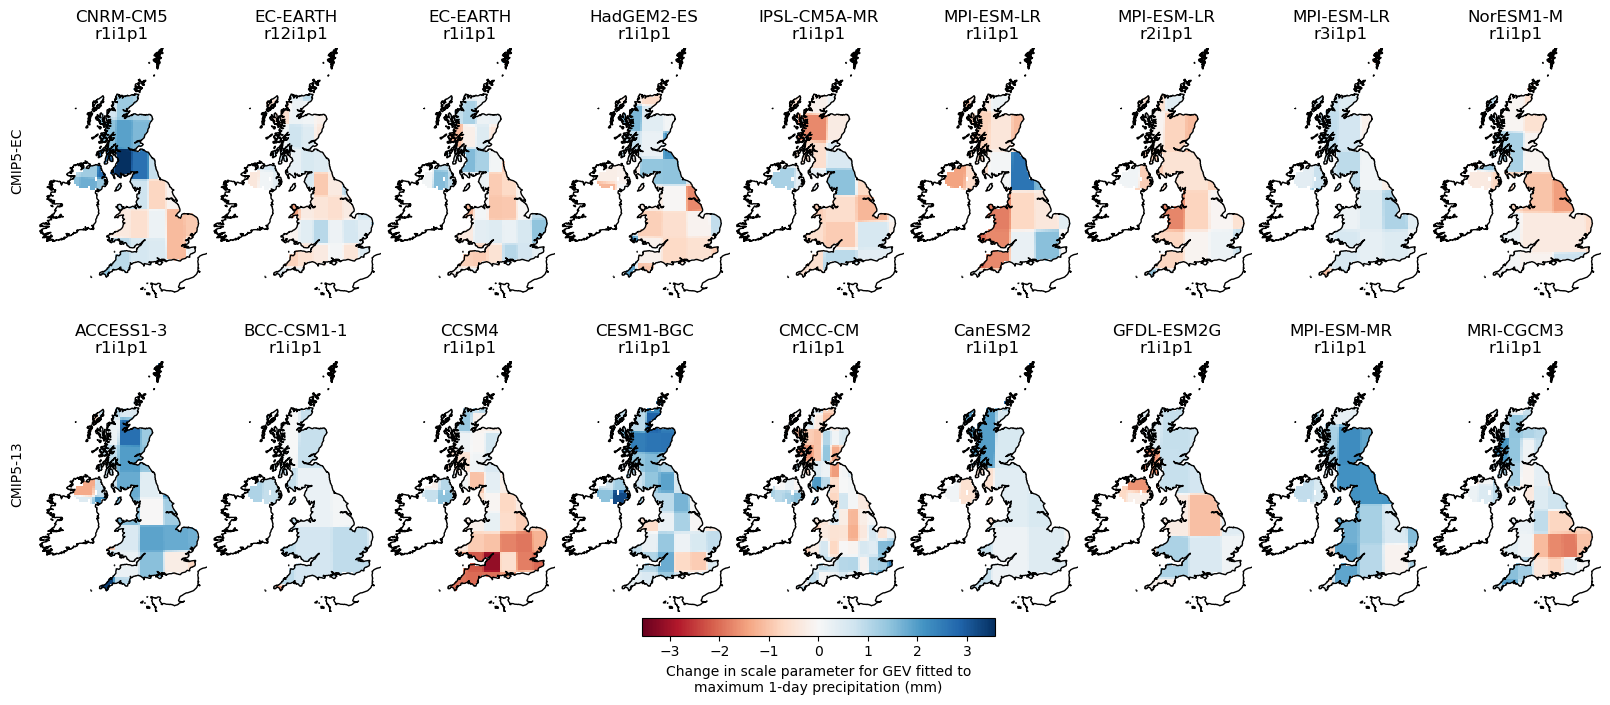 CNRM-CM5 EC-EARTH EC-EARTH HadGEM2-ES IPSL-CM5A-MR MPI-ESM-LR MPI-ESM-LR MPI-ESM-LR NorESM1-M
r1i1p1 r12i1p1 r1i1p1 r1i1p1 r1i1p1 r1i1p1 r2i1p1 r3i1p1 r1i1p1
CMIP5-EC
ACCESS1-3 BCC-CSM1-1 CCSM4 CESM1-BGC CMCC-CM CanESM2 GFDL-ESM2G MPI-ESM-MR MRI-CGCM3
r1i1p1 r1i1p1 r1i1p1 r1i1p1 r1i1p1 r1i1p1 r1i1p1 r1i1p1 r1i1p1
CMIP5-13
−3 −2 −1 0 1 2 3
Change in scale parameter for GEV fitted to
maximum 1-day precipitation (mm)